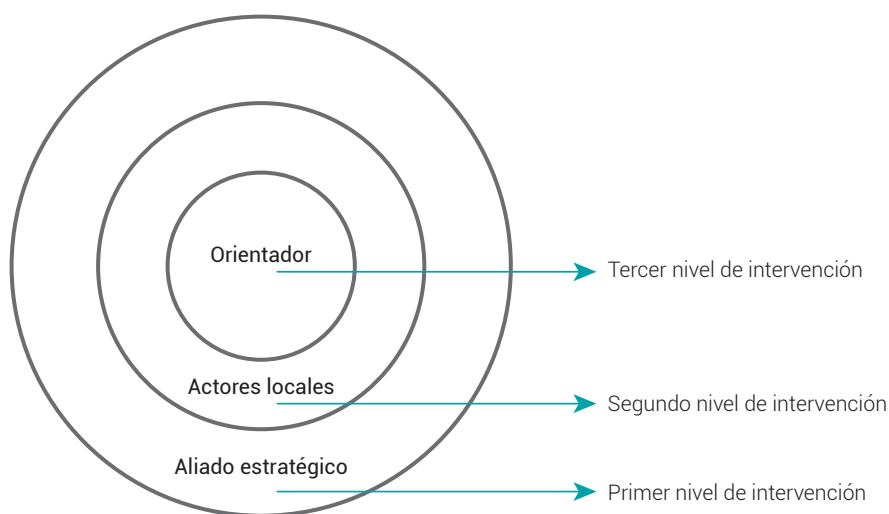 Orientador
Tercer nivel de intervención
Actores locales
Segundo nivel de intervención
Aliado estratégico
Primer nivel de intervención